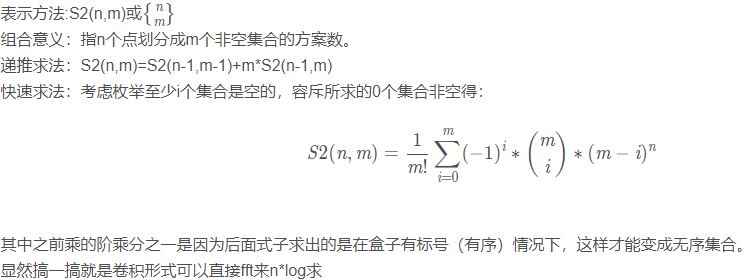 表示方法:S2(n,m)或{n m}
组合意义：指n个点划分成m个非空集合的方案数。
递推求法：S2(n,m)=S2(n-1,m-1)+m*S2(n-1,m)
快速求法：考虑枚举至少i个集合是空的，容斥所求的0个集合非空得：
S2(n, m) = \frac{1}{m!} \sum_{i=0}^{m} (-1)^i * \binom{m}{i} * (m - i)^n
其中之前乘的阶乘分之一是因为后面式子求出的是在盒子有标号（有序）情况下，这样才能变成无序集合。
显然搞一搞就是卷积形式可以直接fft来n*log求